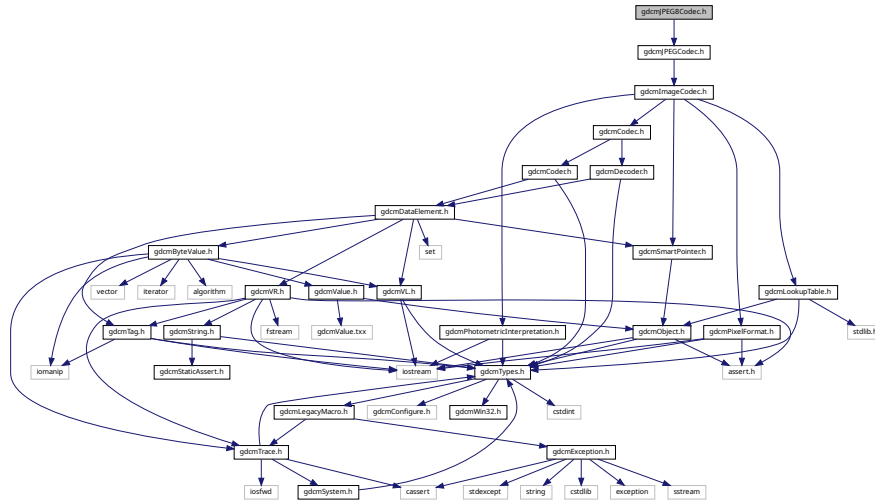 gdcmJPEG8Codec.h
gdcmJPEGCodec.h
gdcmImageCodec.h
gdcmCodec.h
gdcmCoder.h
gdcmDecoder.h
gdcmDataElement.h
gdcmByteValue.h
set
gdcmSmartPointer.h
vector
iterator
algorithm
gdcmVR.h
gdcmValue.h
gdcmVL.h
gdcmLookupTable.h
gdcmTag.h
gdcmString.h
fstream
gdcmValue.txx
gdcmPhotometricInterpretation.h
gdcmObject.h
gdcmPixelFormat.h
stdlib.h
iomanip
gdcmStaticAssert.h
iostream
gdcmTypes.h
assert.h
gdcmLegacyMacro.h
gdcmConfigure.h
gdcmWin32.h
cstdint
gdcmTrace.h
gdcmException.h
iosfwd
gdcmSystem.h
cassert
stdexcept
string
cstdlib
exception
sstream